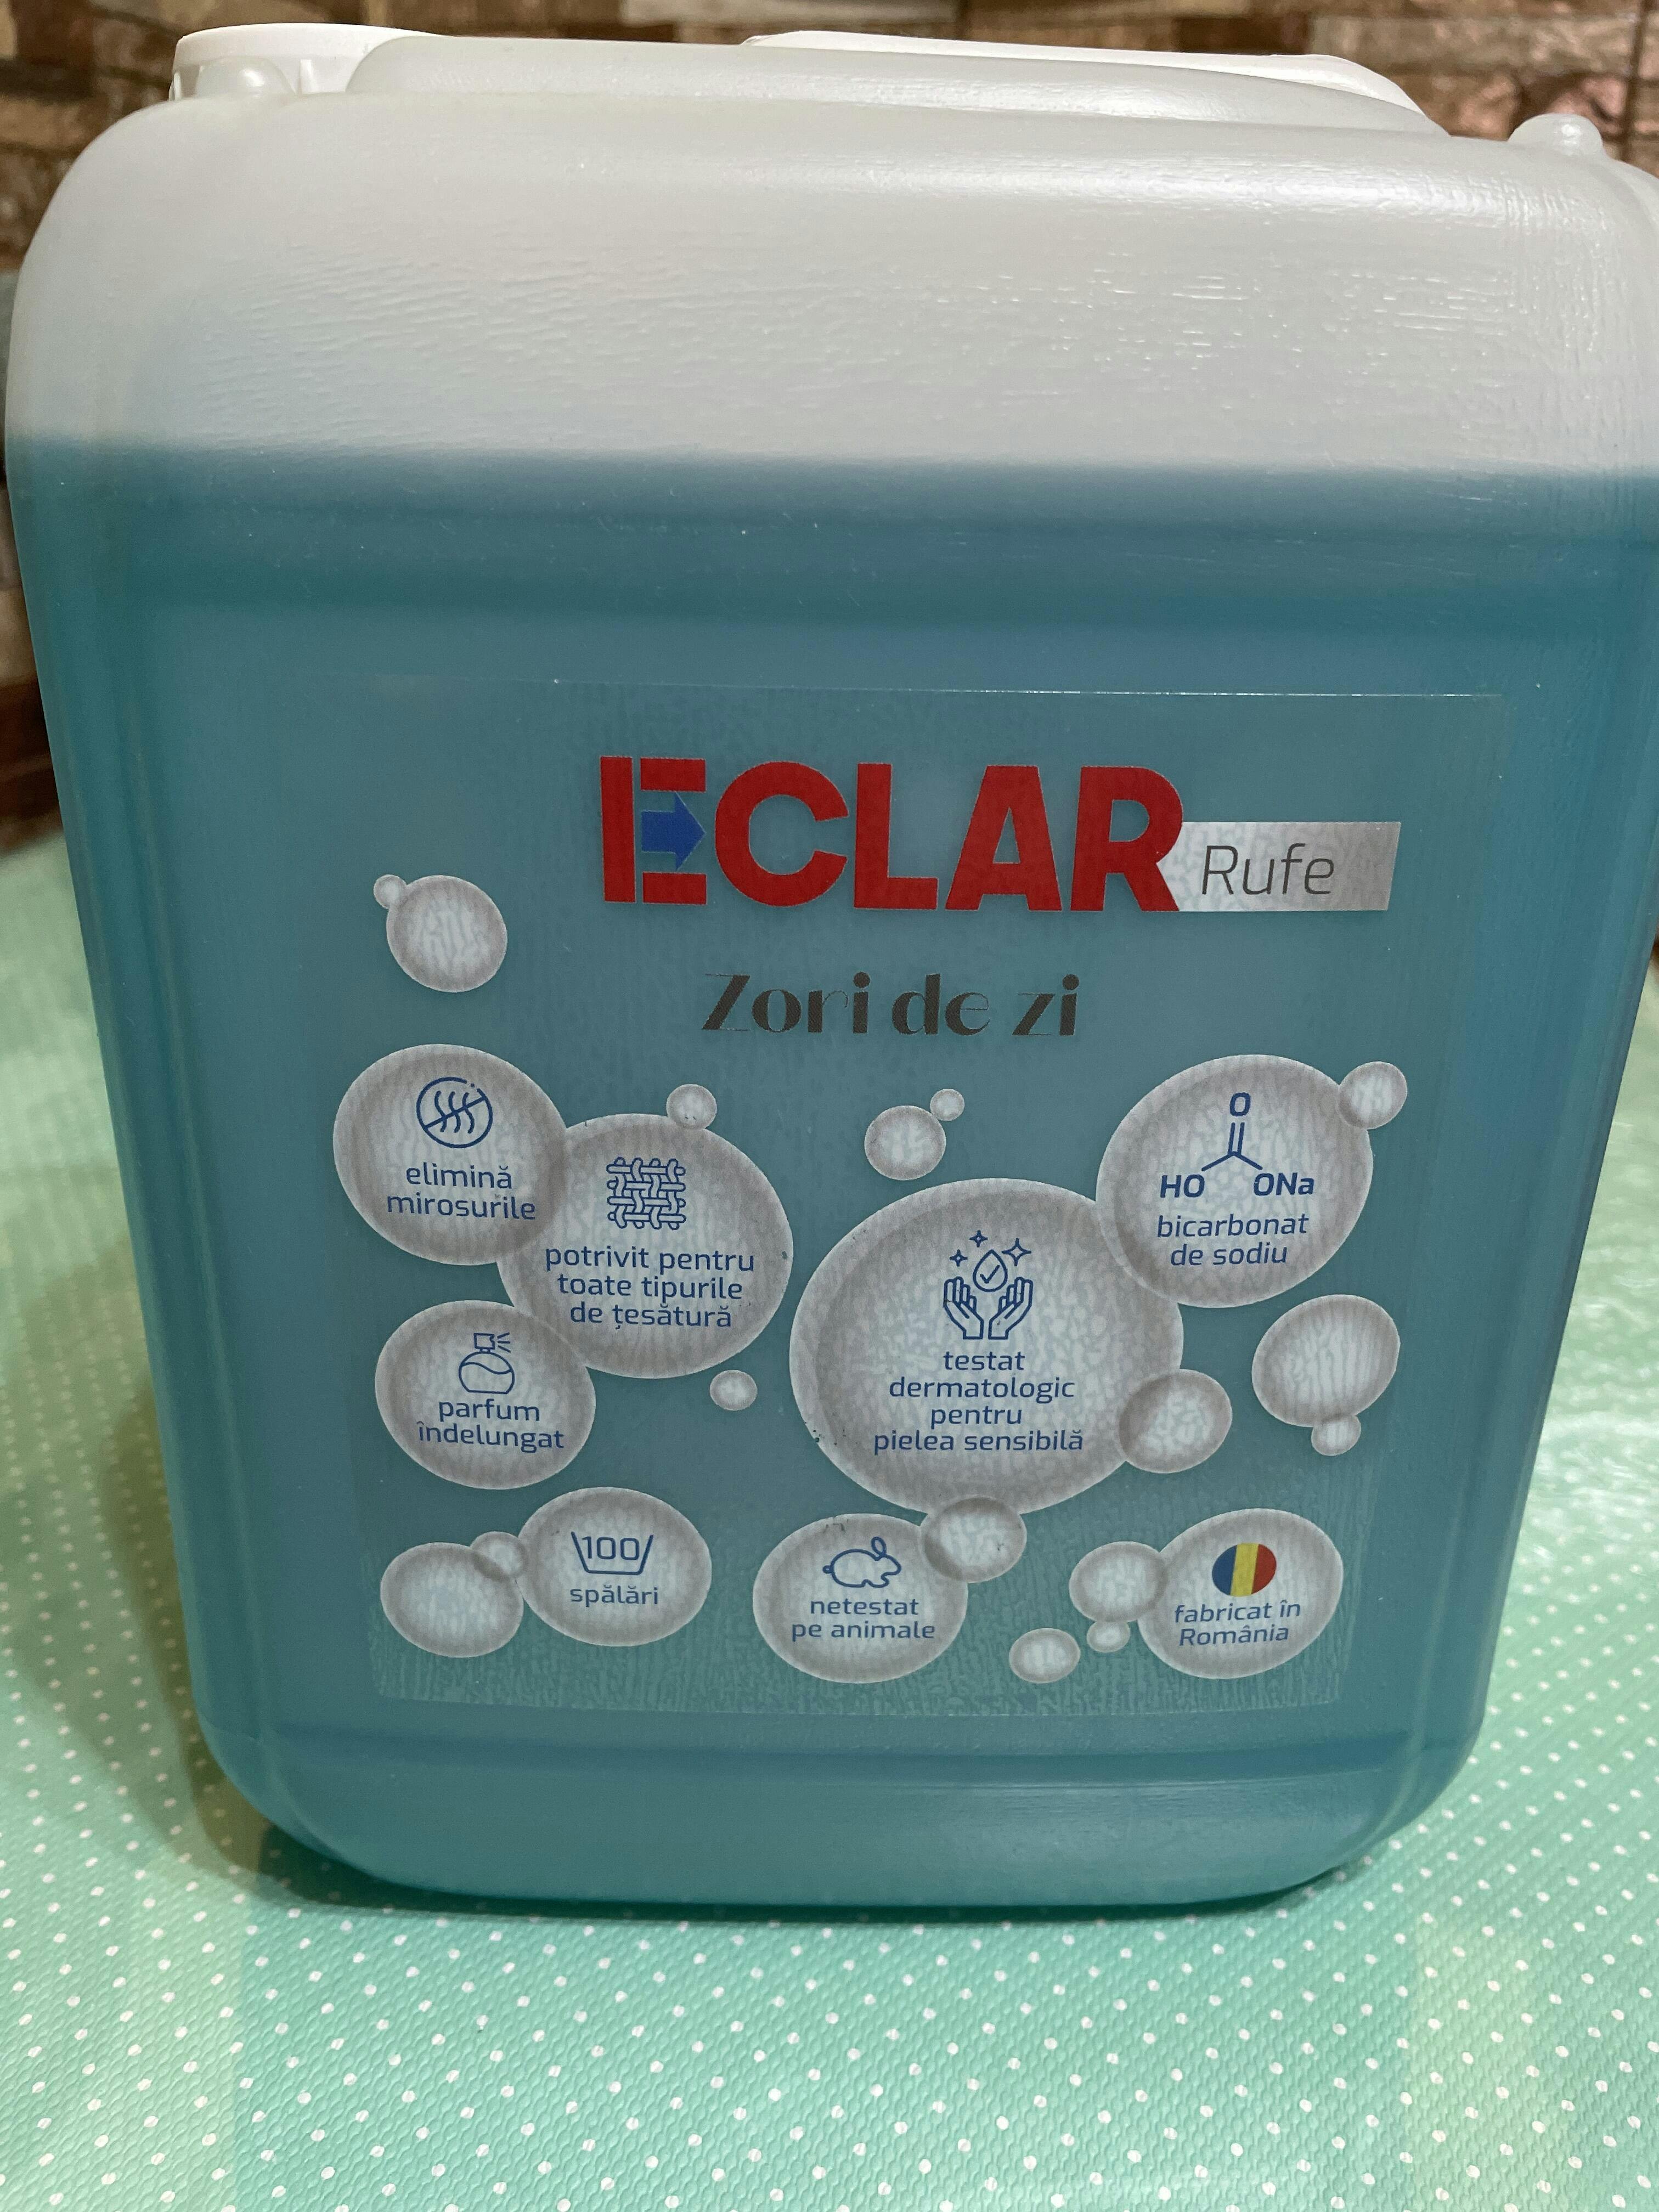 ECLAR Rufe
Zori de zi
elimină
mirosurile
potrivit pentru
toate tipurile
de țesătură
parfum
îndelungat
O
HO ONa
bicarbonat
de sodiu
testat
dermatologic
pentru
pielea sensibilă
100
spălări
netestat
pe animale
fabricat în
România